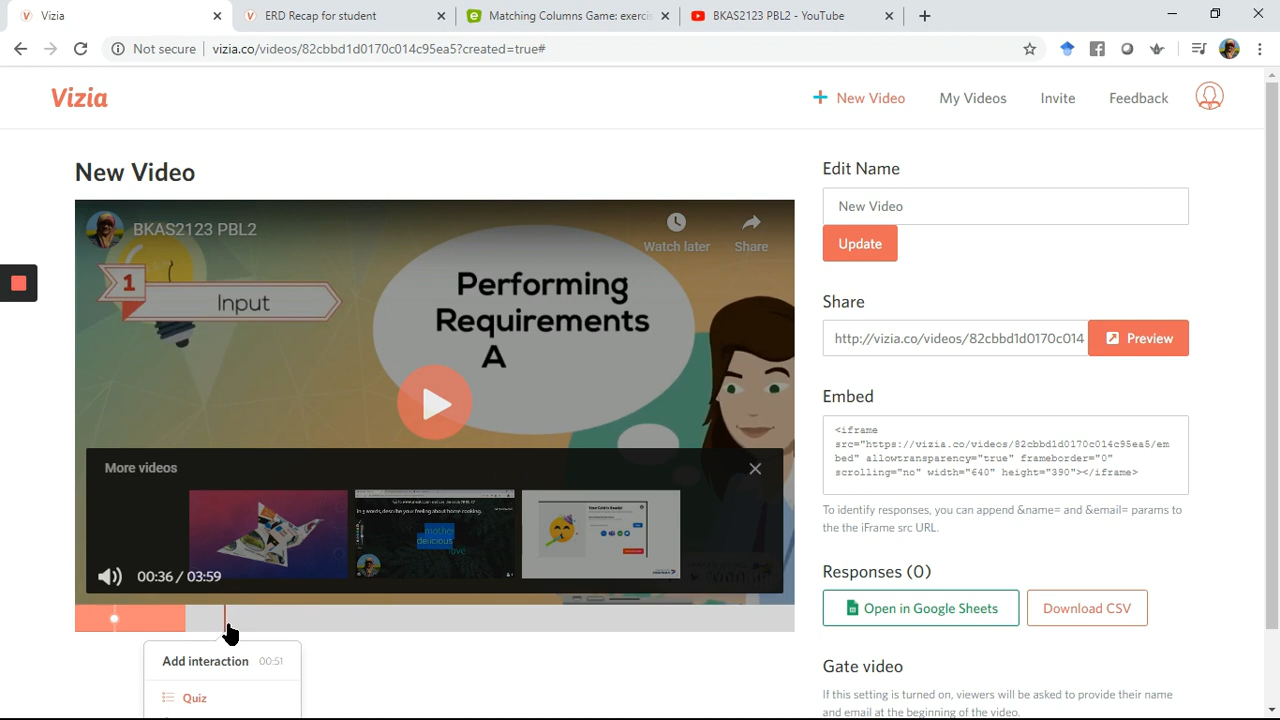 Vizia
ERD Recap for student
Matching Columns Game: exercis
BKAS2123 PBL2 - YouTube
Not secure
vizia.co/videos/82cbbd1d0170c014c95ea5?created=true#
Vizia
New Video
My Videos
Invite
Feedback
New Video
BKAS2123 PBL2
Watch later
Share
1
Input
Performing
Requirements
A
More videos
mother
delicious
love
00:36 / 03:59
Add interaction 00:51
Quiz
Edit Name
New Video
Update
Share
http://vizia.co/videos/82cbbd1d0170c014
Preview
Embed
<iframe
src="https://vizia.co/videos/82cbbd1d0170c014c95ea5/em
bed" allowtransparency="true" frameborder="0"
scrolling="no" width="640" height="390"></iframe>
To identify responses, you can append &name= and &email= params to
the the iFrame src URL.
Responses (0)
Open in Google Sheets
Download CSV
Gate video
If this setting is turned on, viewers will be asked to provide their name
and email at the beginning of the video.